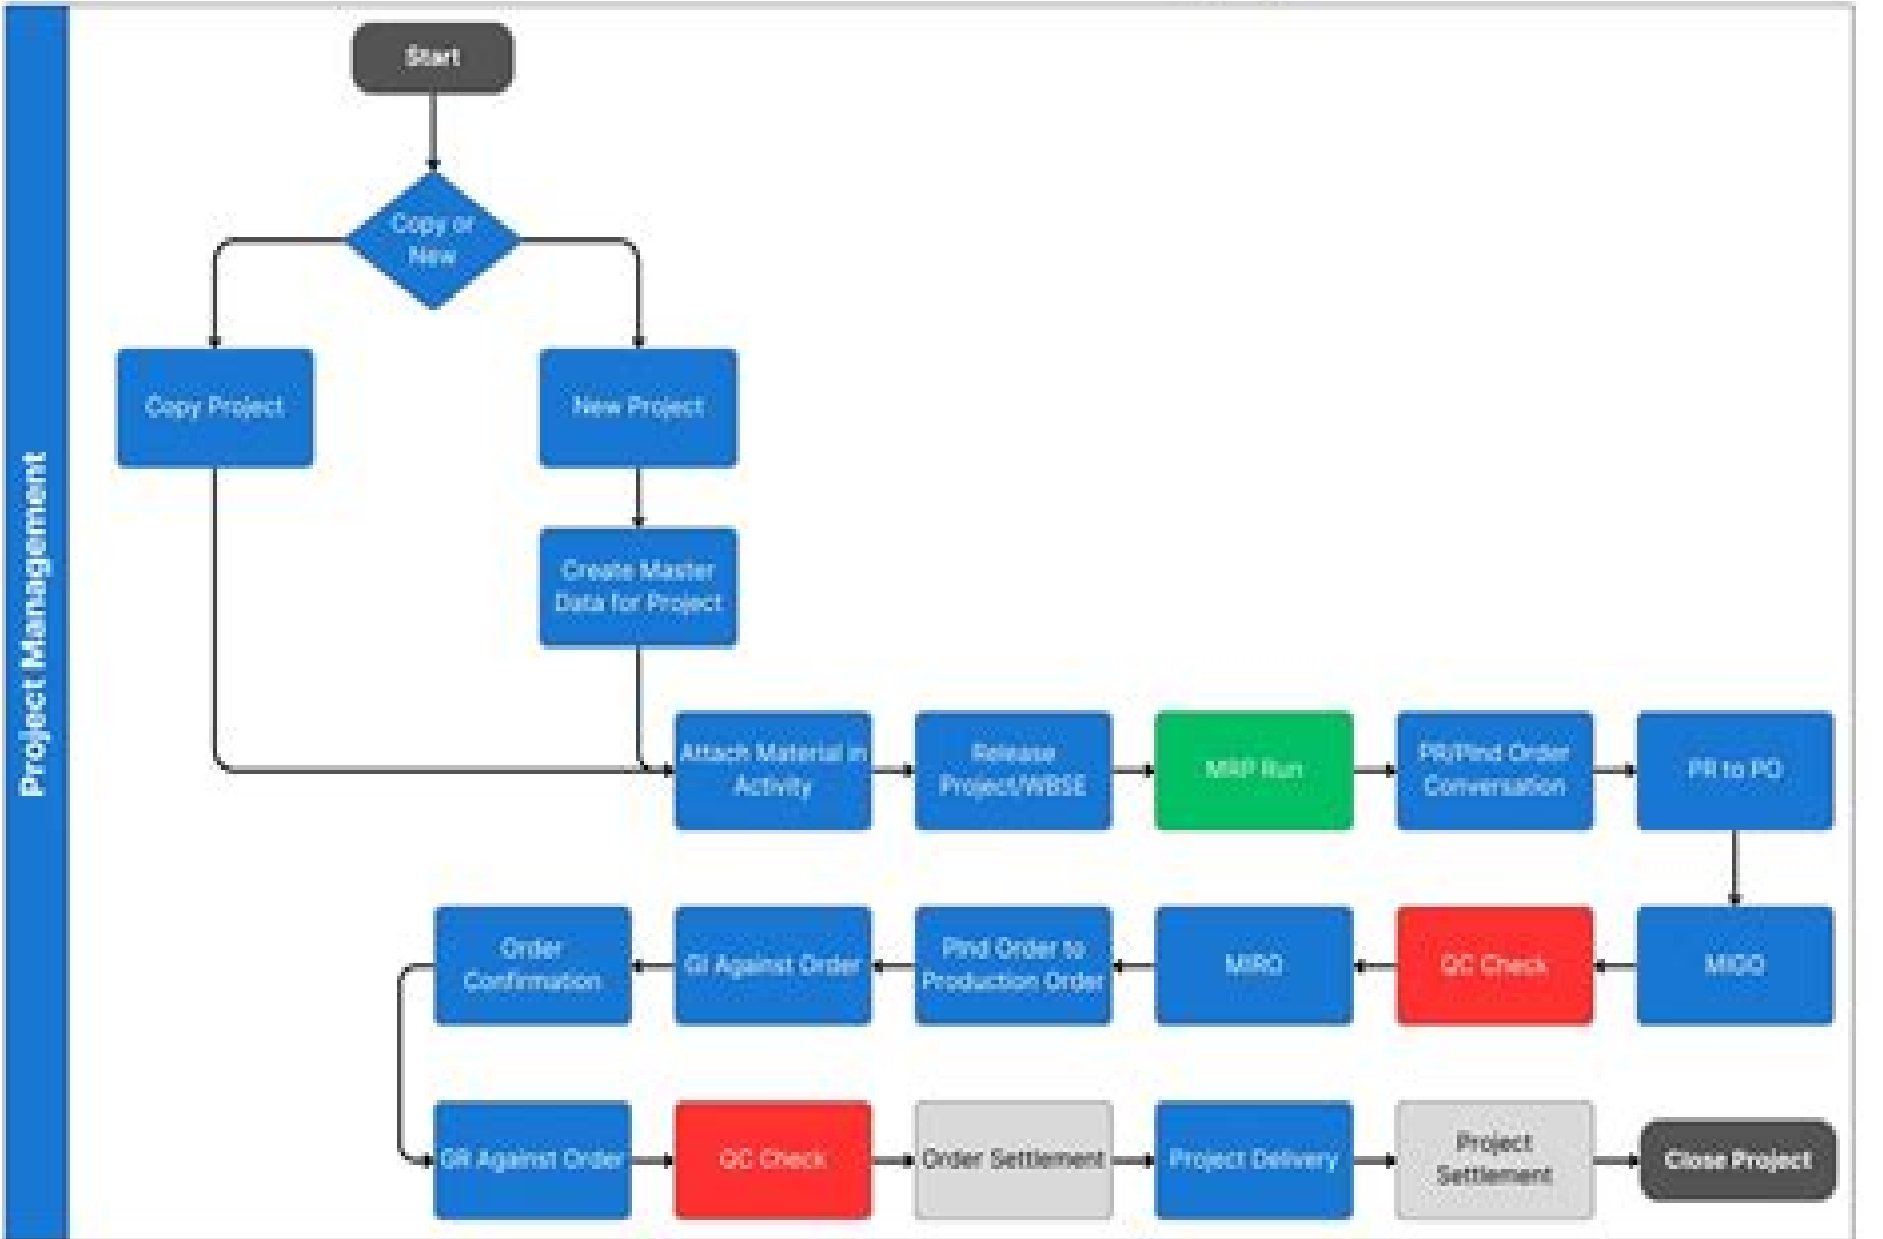 Project Management
Start
Copy or
New
Copy Project
New Project
Create Master
Data for Project
Attach Material in
Activity
Release
Project/WBSE
MRP Run
PR/Plnd Order
Conversation
PR to PO
Order
Confirmation
GI Against Order
Plnd Order to
Production Order
MIRO
QC Check
MIGO
GR Against Order
QC Check
Order Settlement
Project Delivery
Project
Settlement
Close Project